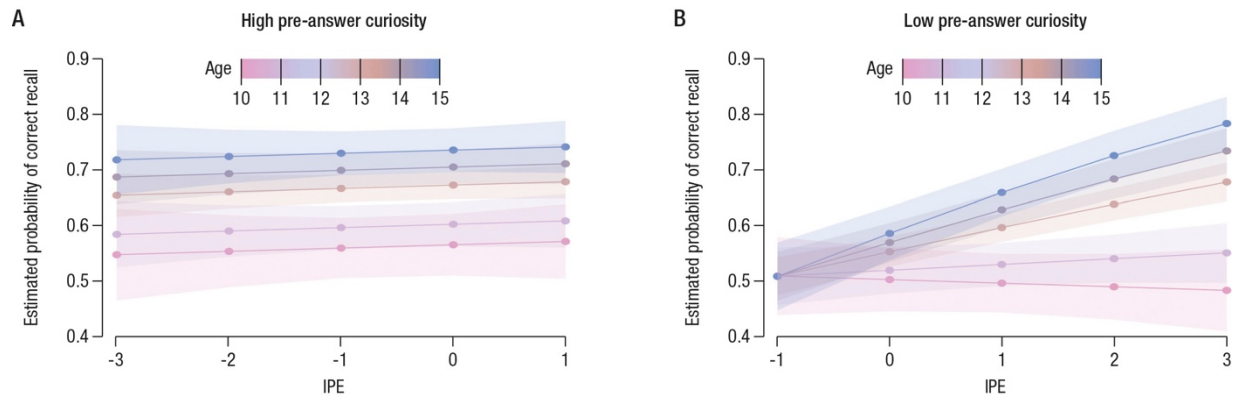 A
High pre-answer curiosity
Age
10 11 12 13 14 15
Estimated probability of correct recall
0.9
0.8
0.7
0.6
0.5
0.4
-3 -2 -1 0 1
IPE
B
Low pre-answer curiosity
Age
10 11 12 13 14 15
Estimated probability of correct recall
0.9
0.8
0.7
0.6
0.5
0.4
-1 0 1 2 3
IPE